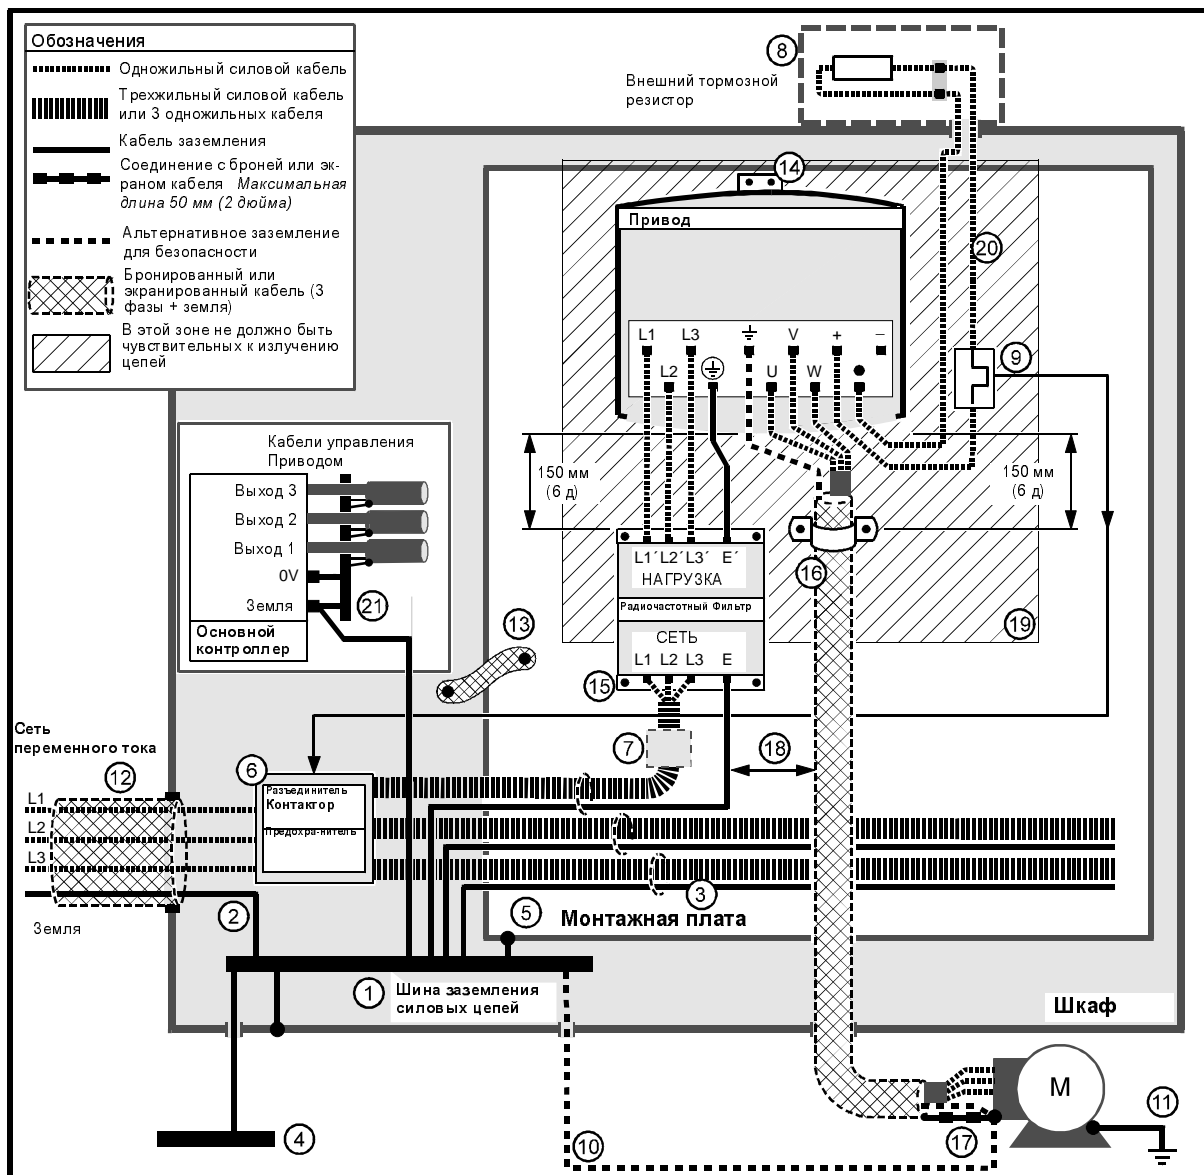 Обозначения
Одножильный силовой кабель
Трехжильный силовой кабель
или 3 одножильных кабеля
Кабель заземления
Соединение с броней или эк-
раном кабеля Максимальная
длина 50 мм (2 дюйма)
Альтернативное заземление
для безопасности
Бронированный или
экранированный кабель (3
фазы + земля)
В этой зоне не должно быть
чувствительных к излучению
цепей
8
Внешний тормозной
резистор
14
Привод
20
L1 L3 V + –
L2 U W
9
Кабели управления
Приводом
Выход 3
Выход 2
Выход 1
0V
Земля
21
Основной
контроллер
150 мм
(6 д)
150 мм
(6 д)
L1´ L2´ L3´ E´
НАГРУЗКА
Радиочастотный Фильтр
СЕТЬ
L1 L2 L3 E
16
13
19
15
Сеть
переменного тока
7
18
6
12
Разъединитель
Контактор
Предохра-нитель
L1
L2
L3
Земля
2
3
5
Монтажная плата
1
Шина заземления
силовых цепей
Шкаф
M
11
4
10
17